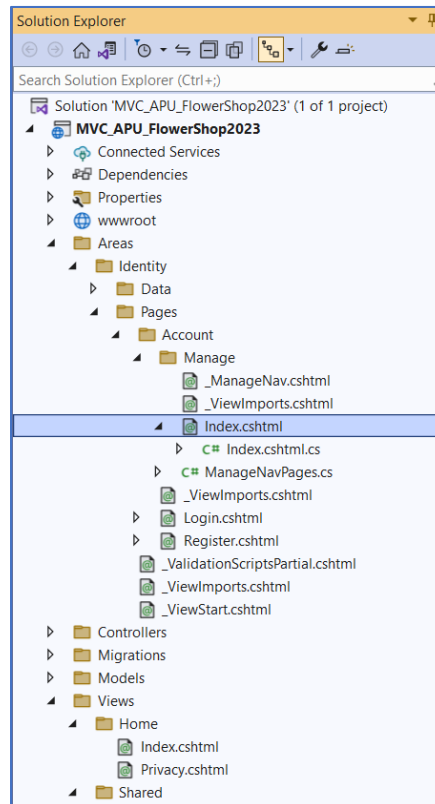 Solution Explorer
Search Solution Explorer (Ctrl+;)
Solution 'MVC_APU_FlowerShop2023' (1 of 1 project)
MVC_APU_FlowerShop2023
Connected Services
Dependencies
Properties
wwwroot
Areas
Identity
Data
Pages
Account
Manage
_ManageNav.cshtml
_ViewImports.cshtml
Index.cshtml
C# Index.cshtml.cs
C# ManageNavPages.cs
_ViewImports.cshtml
Login.cshtml
Register.cshtml
_ValidationScriptsPartial.cshtml
_ViewImports.cshtml
_ViewStart.cshtml
Controllers
Migrations
Models
Views
Home
Index.cshtml
Privacy.cshtml
Shared